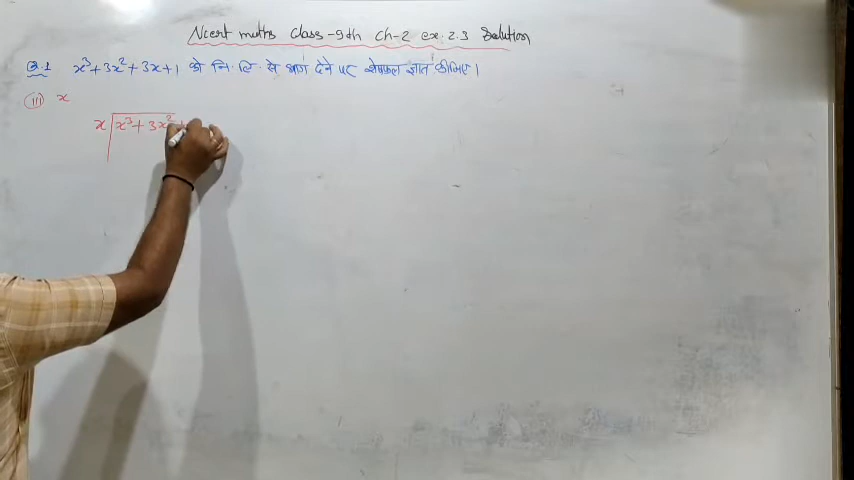 Ncert maths Class-9th Ch-2 ex. 2.3 Solution
Q.1 x³+3x²+3x+1 को नि. लि. से भाग देने पर शेषफल ज्ञात कीजिए।
(iii) x
x x³+3x²+